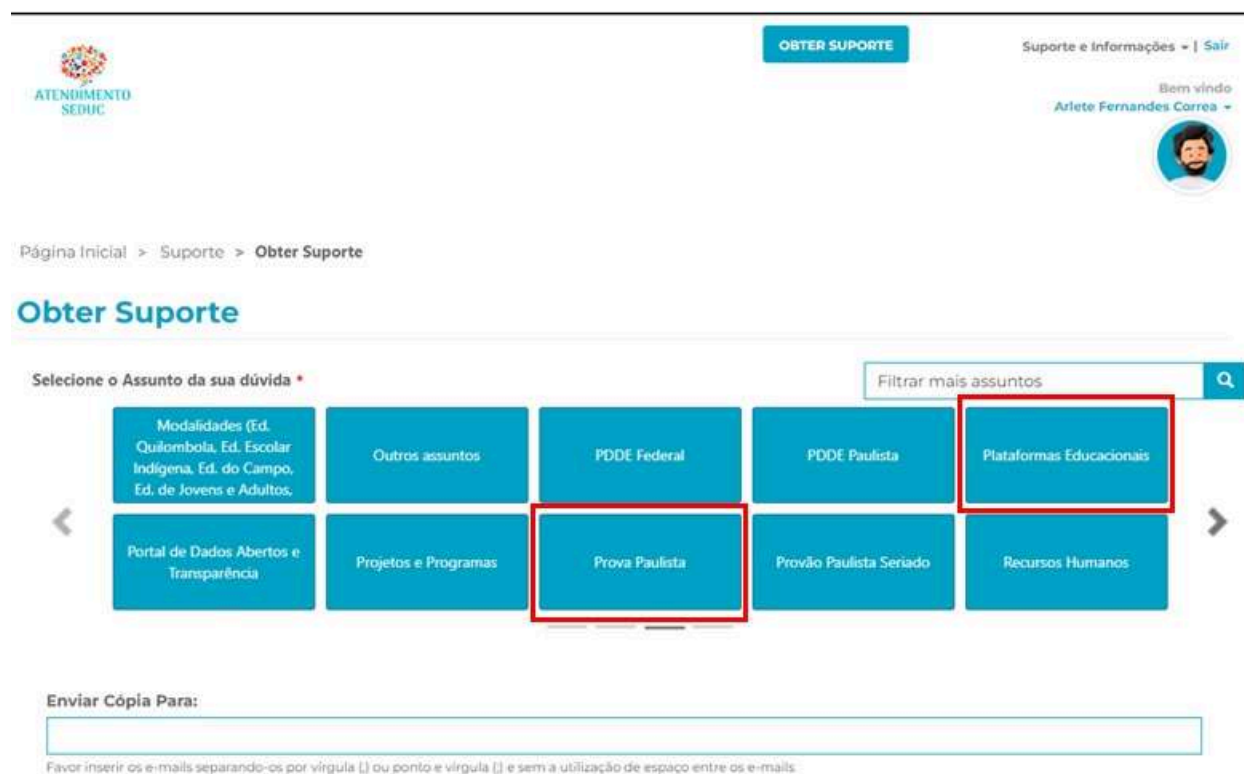 OBTER SUPORTE
Suporte e Informações | Sair
ATENDIMENTO
SEDUC
Bem vindo
Arlete Fernandes Correa
Página Inicial > Suporte > Obter Suporte
Obter Suporte
Selecione o Assunto da sua dúvida *
Filtrar mais assuntos
Modalidades (Ed.
Quilombola, Ed. Escolar
Indígena, Ed. do Campo,
Ed. de Jovens e Adultos,
Outros assuntos
PDDE Federal
PDDE Paulista
Plataformas Educacionais
Portal de Dados Abertos e
Transparência
Projetos e Programas
Prova Paulista
Provão Paulista Seriado
Recursos Humanos
Enviar Cópia Para:
Favor inserir os e-mails separando-os por vírgula (,) ou ponto e vírgula (;) e sem a utilização de espaço entre os e-mails